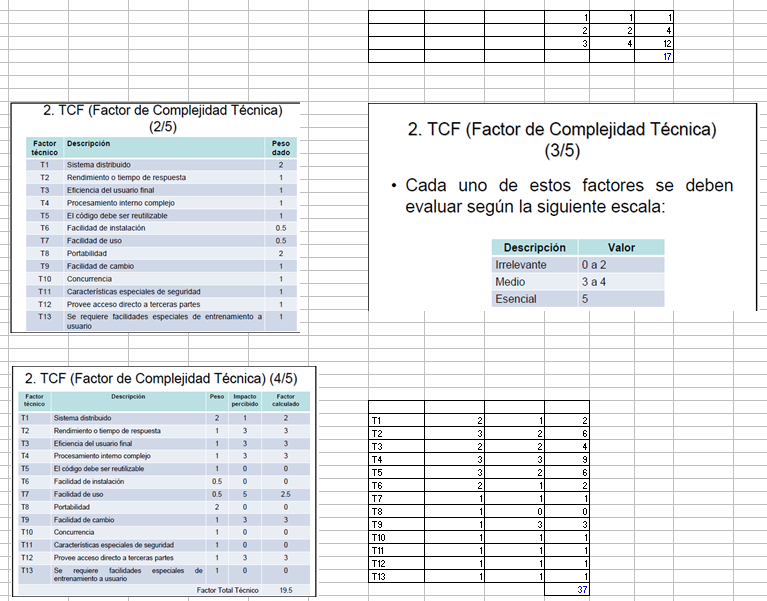 1 1 1
2 2 4
3 4 12
17
2. TCF (Factor de Complejidad Técnica)
(2/5)
Factor técnico Descripción Peso dado
T1 Sistema distribuido 2
T2 Rendimiento o tiempo de respuesta 1
T3 Eficiencia del usuario final 1
T4 Procesamiento interno complejo 1
T5 El código debe ser reutilizable 1
T6 Facilidad de instalación 0.5
T7 Facilidad de uso 0.5
T8 Portabilidad 2
T9 Facilidad de cambio 1
T10 Concurrencia 1
T11 Características especiales de seguridad 1
T12 Provee acceso directo a terceras partes 1
T13 Se requiere facilidades especiales de entrenamiento a 1
usuario
2. TCF (Factor de Complejidad Técnica)
(3/5)
• Cada uno de estos factores se deben
evaluar según la siguiente escala:
Descripción Valor
Irrelevante 0 a 2
Medio 3 a 4
Esencial 5
2. TCF (Factor de Complejidad Técnica) (4/5)
Factor técnico Descripción Peso Impacto percibido Factor calculado
T1 Sistema distribuido 2 1 2
T2 Rendimiento o tiempo de respuesta 1 3 3
T3 Eficiencia del usuario final 1 3 3
T4 Procesamiento interno complejo 1 3 3
T5 El código debe ser reutilizable 1 0 0
T6 Facilidad de instalación 0.5 0 0
T7 Facilidad de uso 0.5 5 2.5
T8 Portabilidad 2 0 0
T9 Facilidad de cambio 1 3 3
T10 Concurrencia 1 0 0
T11 Características especiales de seguridad 1 0 0
T12 Provee acceso directo a terceras partes 1 3 3
T13 Se requiere facilidades especiales de 1 0 0
entrenamiento a usuario
Factor Total Técnico 19.5
T1 2 1 2
T2 3 2 6
T3 2 2 4
T4 3 3 9
T5 3 2 6
T6 2 1 2
T7 1 1 1
T8 1 0 0
T9 1 3 3
T10 1 1 1
T11 1 1 1
T12 1 1 1
T13 1 1 1
37